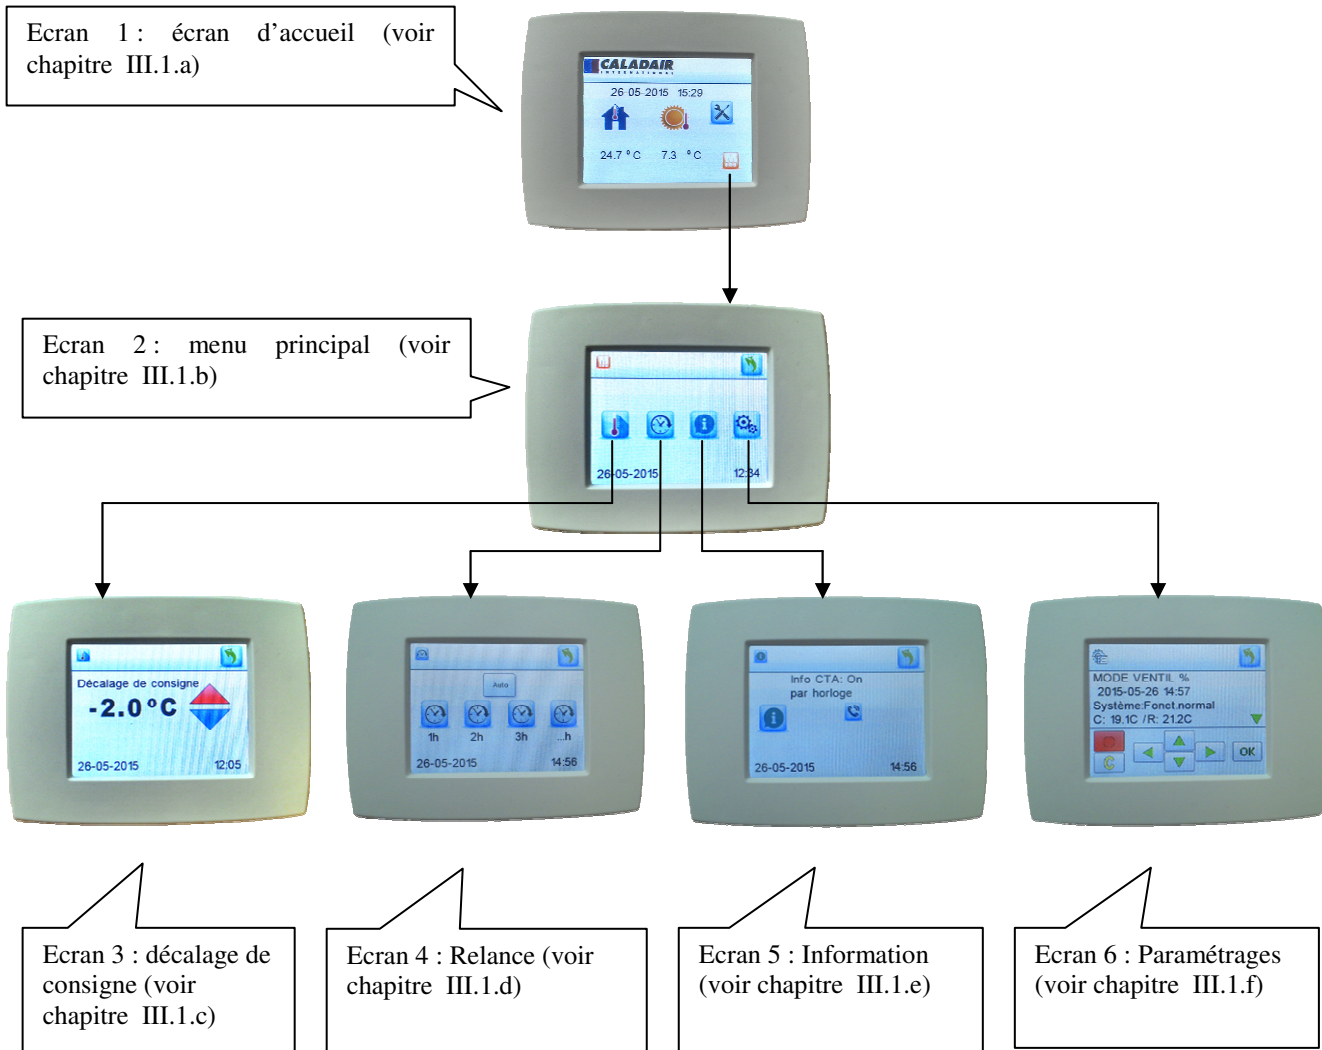 Ecran 1 : écran d’accueil (voir
chapitre III.1.a)
CALADAIR
INTERNATIONAL
26-05-2015 15:29
24.7 °C 7.3 °C
Ecran 2 : menu principal (voir
chapitre III.1.b)
26-05-2015 12:34
Décalage de consigne
-2.0°C
26-05-2015 12:05
Auto
1h 2h 3h ...h
26-05-2015 14:56
Info CTA: On
par horloge
26-05-2015 14:56
MODE VENTIL %
2015-05-26 14:57
Système:Fonct.normal
C: 19.1C /R: 21.2C
C OK
Ecran 3 : décalage de
consigne (voir
chapitre III.1.c)
Ecran 4 : Relance (voir
chapitre III.1.d)
Ecran 5 : Information
(voir chapitre III.1.e)
Ecran 6 : Paramétrages
(voir chapitre III.1.f)